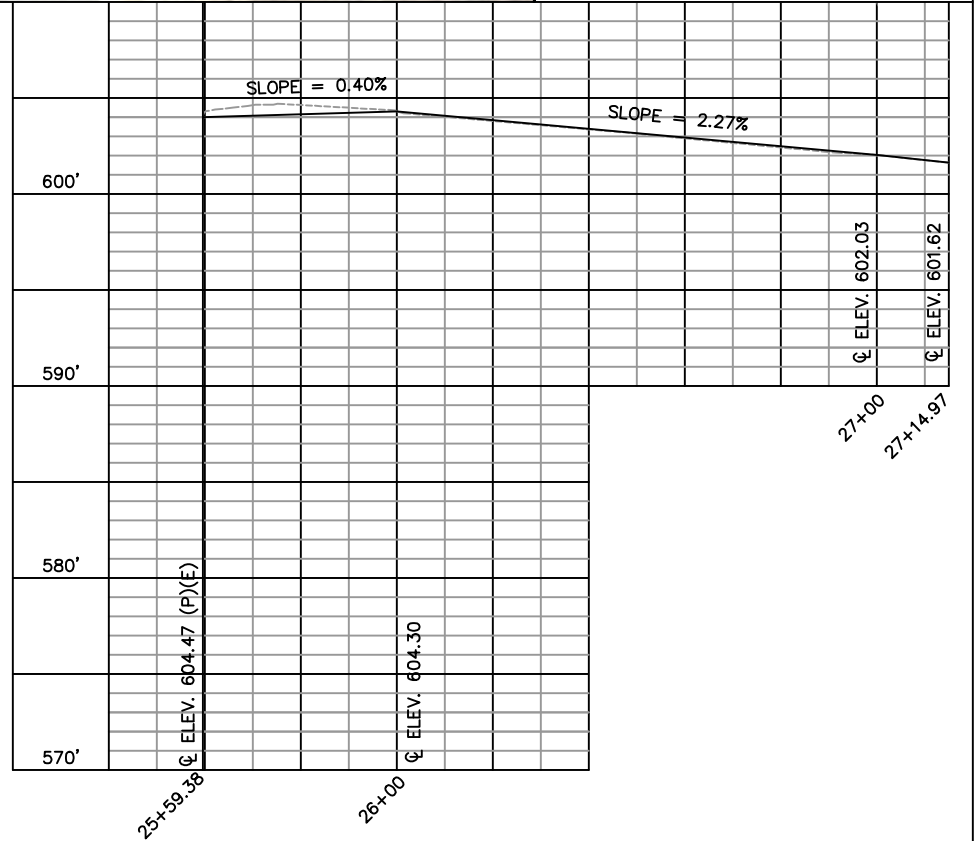 SLOPE = 0.40%
SLOPE = 2.27%
600'
590'
580'
570'
℄ ELEV. 604.47 (P)(E)
℄ ELEV. 604.30
℄ ELEV. 602.03
℄ ELEV. 601.62
25+59.38
26+00
27+00
27+14.97